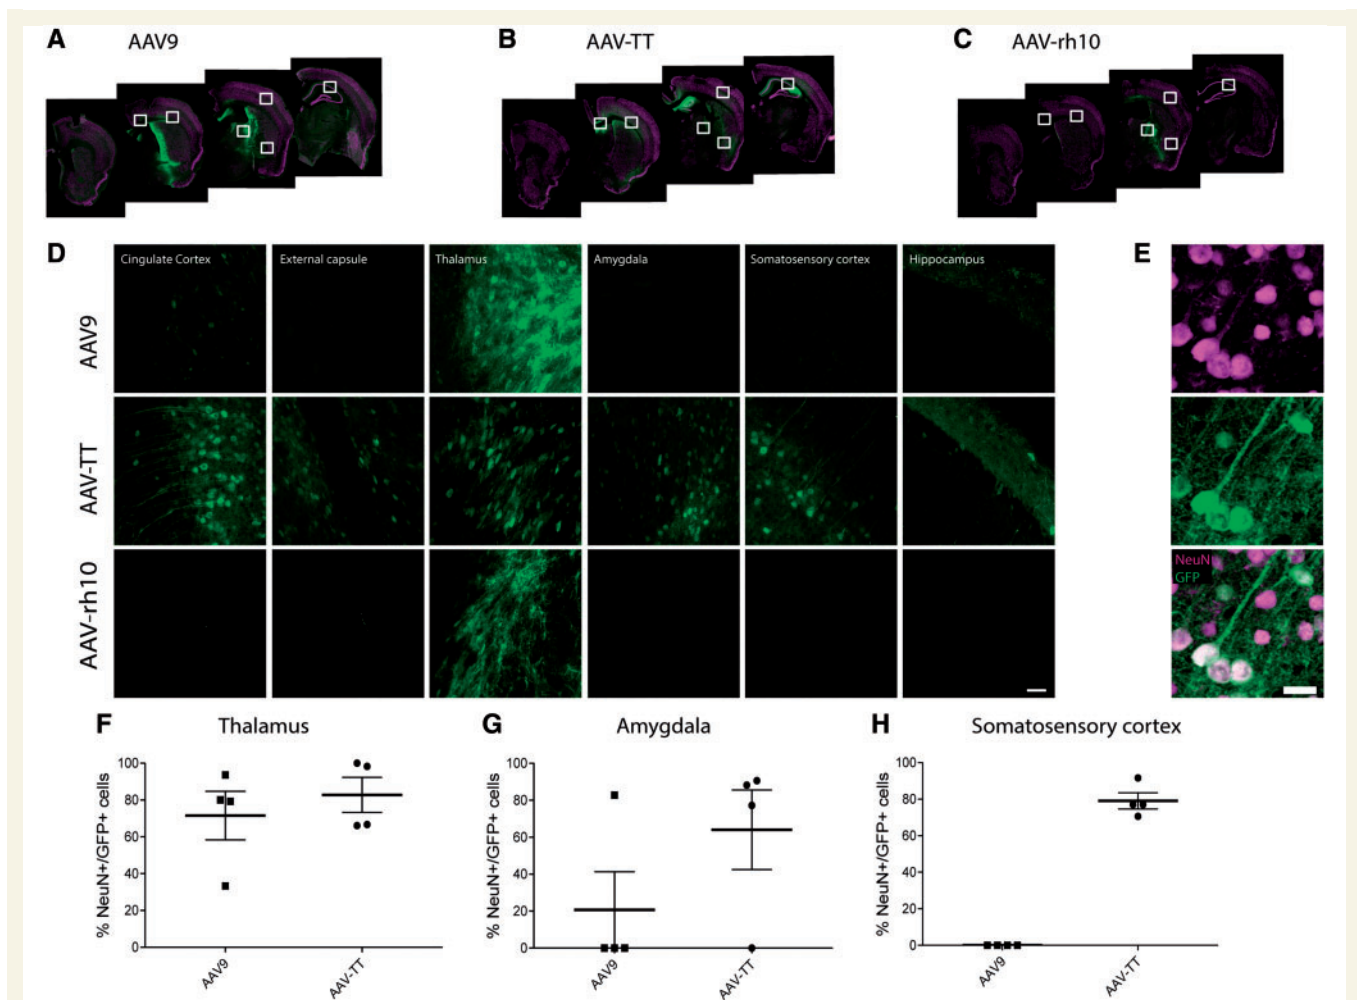 A AAV9
B AAV-TT
C AAV-rh10
D
Cingulate Cortex
External capsule
Thalamus
Amygdala
Somatosensory cortex
Hippocampus
E
AAV9
AAV-TT
AAV-rh10
NeuN
GFP
F Thalamus
% NeuN+/GFP+ cells
100
80
60
40
20
0
AAV9
AAV-TT
G Amygdala
% NeuN+/GFP+ cells
100
80
60
40
20
0
AAV9
AAV-TT
H Somatosensory cortex
% NeuN+/GFP+ cells
100
80
60
40
20
0
AAV9
AAV-TT